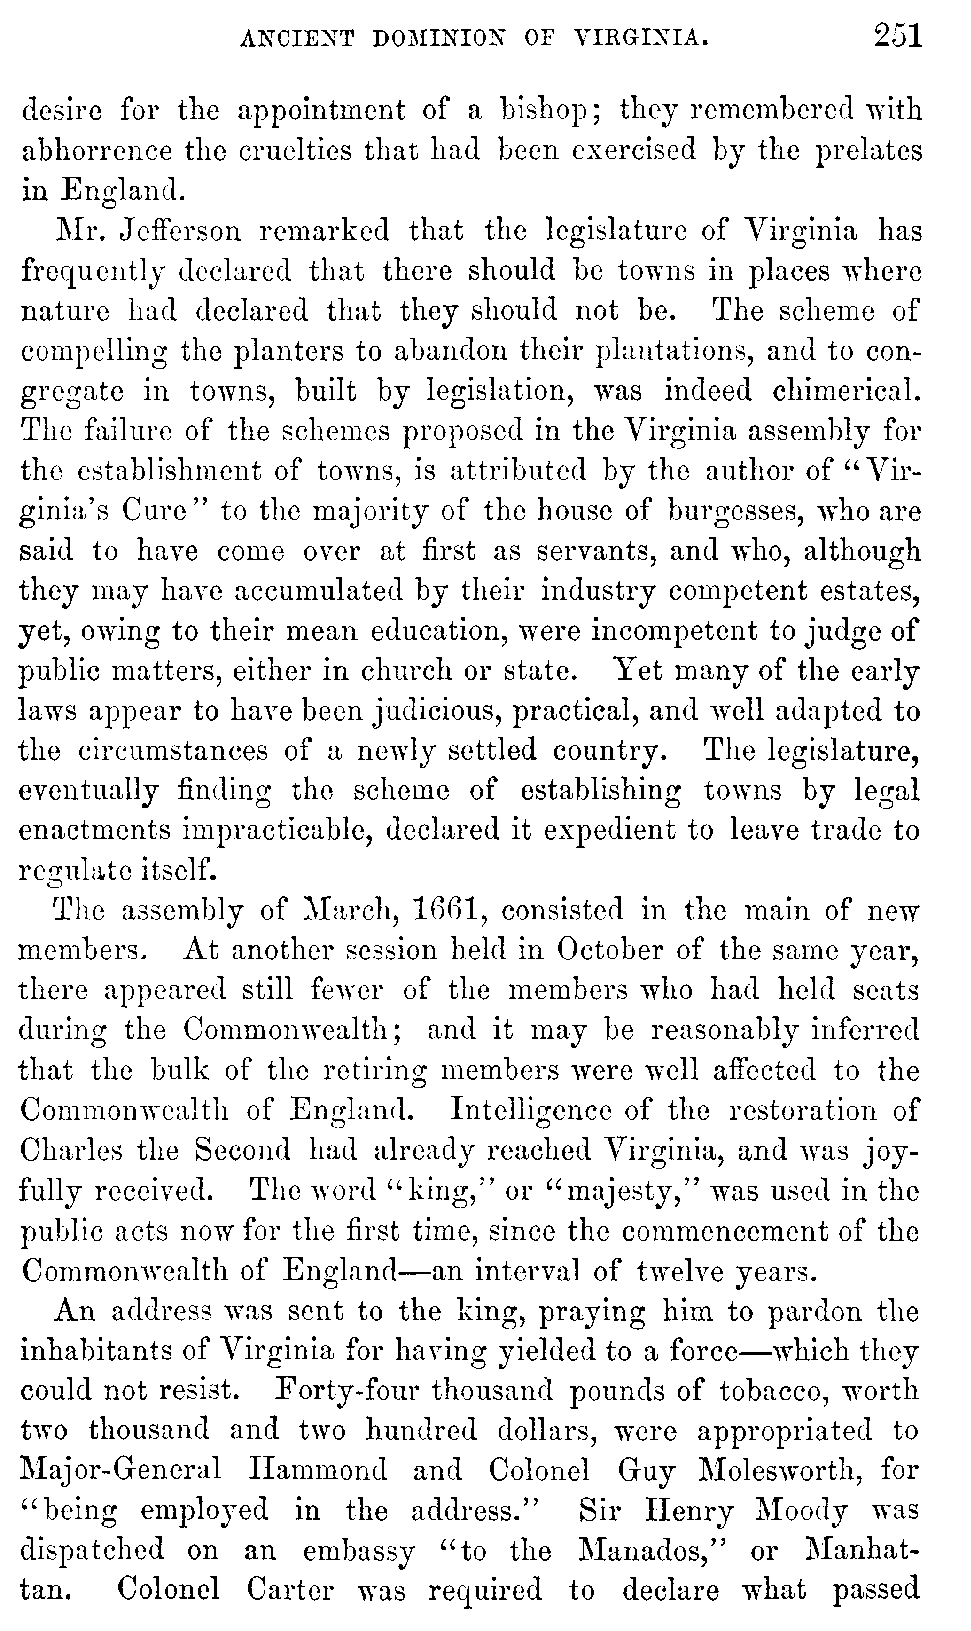 ANCIENT DOMINION OF VIRGINIA. 251
desire for the appointment of a bishop; they remembered with
abhorrence the cruelties that had been exercised by the prelates
in England.
Mr. Jefferson remarked that the legislature of Virginia has
frequently declared that there should be towns in places where
nature had declared that they should not be. The scheme of
compelling the planters to abandon their plantations, and to con-
gregate in towns, built by legislation, was indeed chimerical.
The failure of the schemes proposed in the Virginia assembly for
the establishment of towns, is attributed by the author of "Vir-
ginia's Cure" to the majority of the house of burgesses, who are
said to have come over at first as servants, and who, although
they may have accumulated by their industry competent estates,
yet, owing to their mean education, were incompetent to judge of
public matters, either in church or state. Yet many of the early
laws appear to have been judicious, practical, and well adapted to
the circumstances of a newly settled country. The legislature,
eventually finding the scheme of establishing towns by legal
enactments impracticable, declared it expedient to leave trade to
regulate itself.
The assembly of March, 1661, consisted in the main of new
members. At another session held in October of the same year,
there appeared still fewer of the members who had held seats
during the Commonwealth; and it may be reasonably inferred
that the bulk of the retiring members were well affected to the
Commonwealth of England. Intelligence of the restoration of
Charles the Second had already reached Virginia, and was joy-
fully received. The word "king," or "majesty," was used in the
public acts now for the first time, since the commencement of the
Commonwealth of England—an interval of twelve years.
An address was sent to the king, praying him to pardon the
inhabitants of Virginia for having yielded to a force—which they
could not resist. Forty-four thousand pounds of tobacco, worth
two thousand and two hundred dollars, were appropriated to
Major-General Hammond and Colonel Guy Molesworth, for
"being employed in the address." Sir Henry Moody was
dispatched on an embassy "to the Manados," or Manhat-
tan. Colonel Carter was required to declare what passed